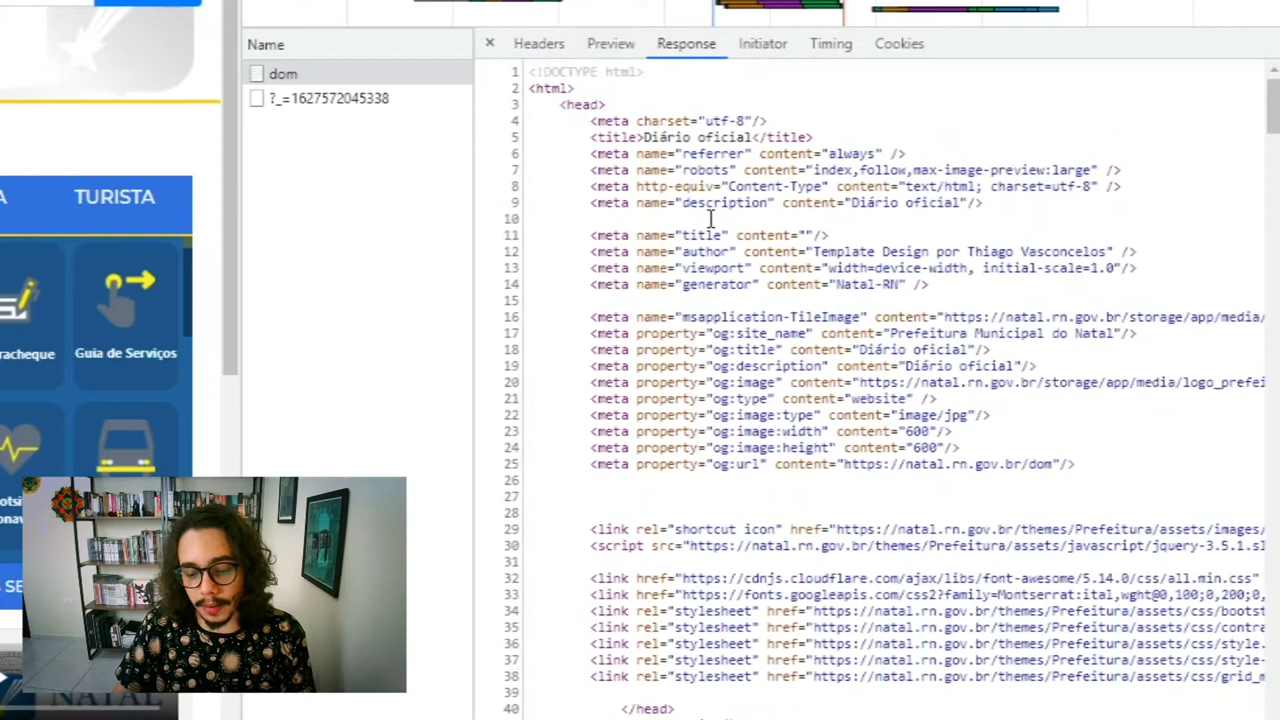 Name
Headers Preview Response Initiator Timing Cookies
dom
?_=1627572045338
1 <!DOCTYPE html>
2 <html>
3 <head>
4 <meta charset="utf-8"/>
5 <title>Diário oficial</title>
6 <meta name="referrer" content="always" />
7 <meta name="robots" content="index,follow,max-image-preview:large" />
8 <meta http-equiv="Content-Type" content="text/html; charset=utf-8" />
9 <meta name="description" content="Diário oficial"/>
10
11 <meta name="title" content=""/>
12 <meta name="author" content="Template Design por Thiago Vasconcelos" />
13 <meta name="viewport" content="width=device-width, initial-scale=1.0"/>
14 <meta name="generator" content="Natal-RN" />
15
16 <meta name="msapplication-TileImage" content="https://natal.rn.gov.br/storage/app/media/
17 <meta property="og:site_name" content="Prefeitura Municipal do Natal"/>
18 <meta property="og:title" content="Diário oficial"/>
19 <meta property="og:description" content="Diário oficial"/>
20 <meta property="og:image" content="https://natal.rn.gov.br/storage/app/media/logo_prefei
21 <meta property="og:type" content="website" />
22 <meta property="og:image:type" content="image/jpg"/>
23 <meta property="og:image:width" content="600"/>
24 <meta property="og:image:height" content="600"/>
25 <meta property="og:url" content="https://natal.rn.gov.br/dom"/>
26
27
28
29 <link rel="shortcut icon" href="https://natal.rn.gov.br/themes/Prefeitura/assets/images/
30 <script src="https://natal.rn.gov.br/themes/Prefeitura/assets/javascript/jquery-3.5.1.sl
31
32 <link href="https://cdnjs.cloudflare.com/ajax/libs/font-awesome/5.14.0/css/all.min.css"
33 <link href="https://fonts.googleapis.com/css2?family=Montserrat:ital,wght@0,100;0,200;0,
34 <link rel="stylesheet" href="https://natal.rn.gov.br/themes/Prefeitura/assets/css/bootst
35 <link rel="stylesheet" href="https://natal.rn.gov.br/themes/Prefeitura/assets/css/contra
36 <link rel="stylesheet" href="https://natal.rn.gov.br/themes/Prefeitura/assets/css/style.
37 <link rel="stylesheet" href="https://natal.rn.gov.br/themes/Prefeitura/assets/css/style-
38 <link rel="stylesheet" href="https://natal.rn.gov.br/themes/Prefeitura/assets/css/grid_m
39
40 </head>
A TURISTA
racheque Guia de Serviços
NATAL